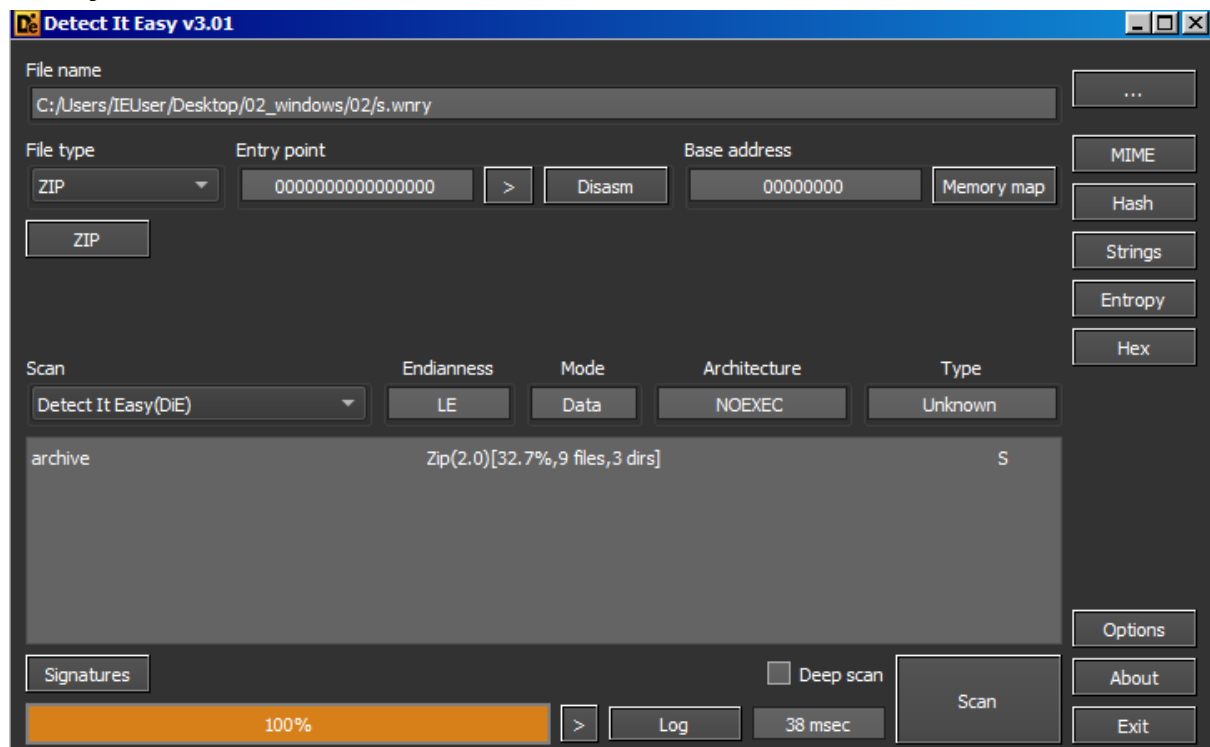 Detect It Easy v3.01
File name
C:/Users/IEUser/Desktop/02_windows/02/s.wnry
...
File type Entry point Base address
MIME
ZIP 0000000000000000 > Disasm 00000000 Memory map
Hash
ZIP
Strings
Entropy
Hex
Scan Endianness Mode Architecture Type
Detect It Easy(DiE) LE Data NOEXEC Unknown
archive Zip(2.0)[32.7%,9 files,3 dirs] S
Options
Signatures Deep scan
Scan
About
100% > Log 38 msec
Exit